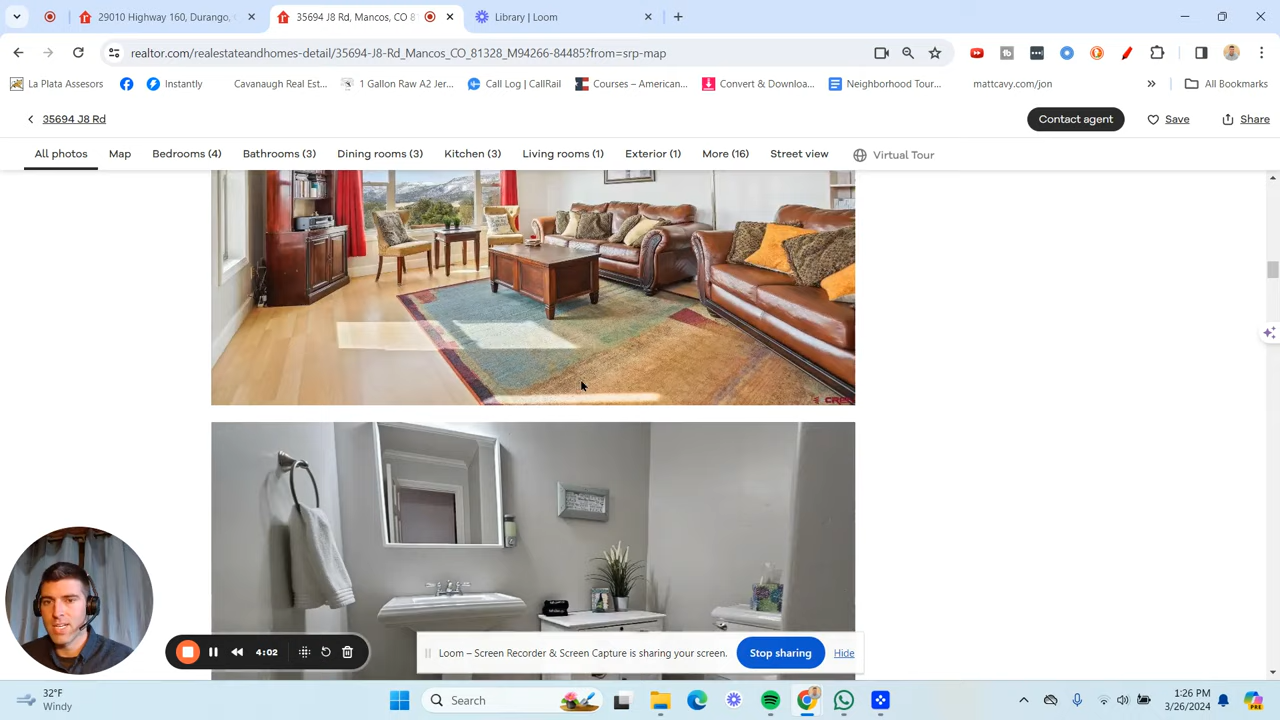 29010 Highway 160, Durango,
35694 J8 Rd, Mancos, CO 8
Library | Loom
realtor.com/realestateandhomes-detail/35694-J8-Rd_Mancos_CO_81328_M94266-84485?from=srp-map
La Plata Assesors
Instantly
Cavanaugh Real Est...
1 Gallon Raw A2 Jer...
Call Log | CallRail
Courses – American...
Convert & Downloa...
Neighborhood Tour...
mattcavy.com/jon
All Bookmarks
35694 J8 Rd
Contact agent
Save
Share
All photos
Map
Bedrooms (4)
Bathrooms (3)
Dining rooms (3)
Kitchen (3)
Living rooms (1)
Exterior (1)
More (16)
Street view
Virtual Tour
4:02
Loom – Screen Recorder & Screen Capture is sharing your screen.
Stop sharing
Hide
32°F
Windy
Search
1:26 PM
3/26/2024